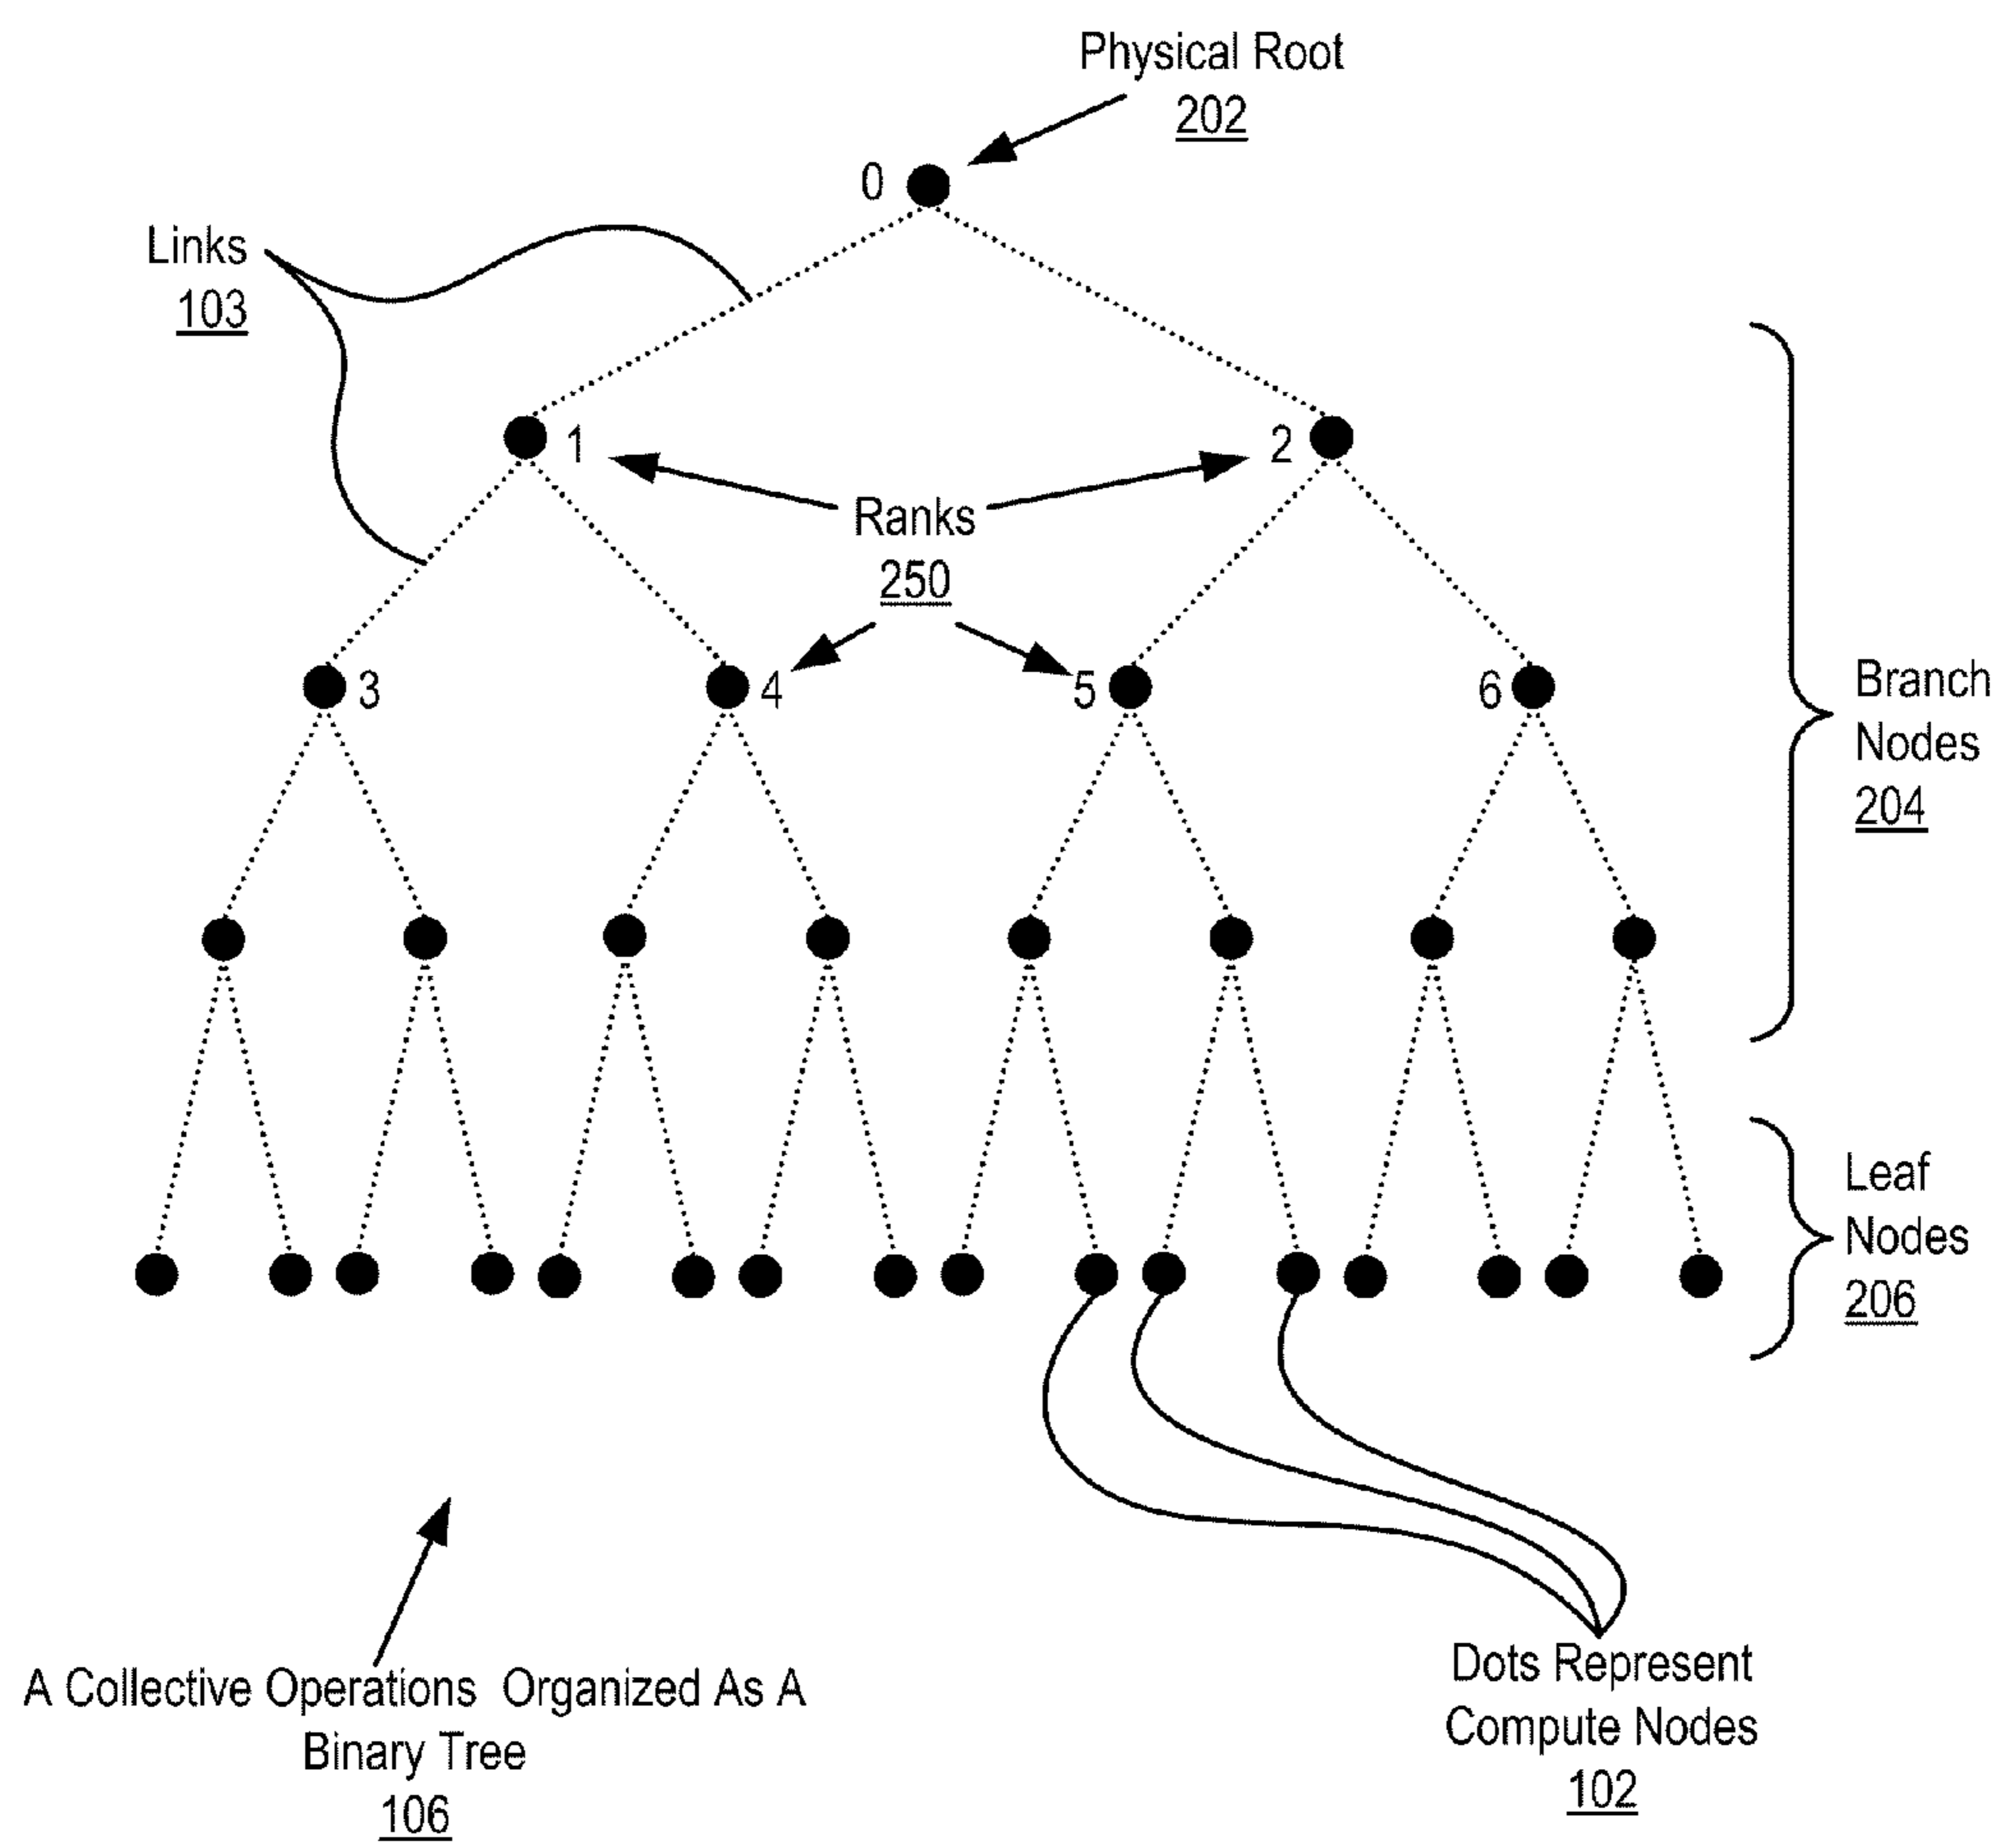 Physical Root
202
0
Links
103
1
2
Ranks
250
3
4
5
6
Branch
Nodes
204
Leaf
Nodes
206
A Collective Operations Organized As A
Binary Tree
106
Dots Represent
Compute Nodes
102